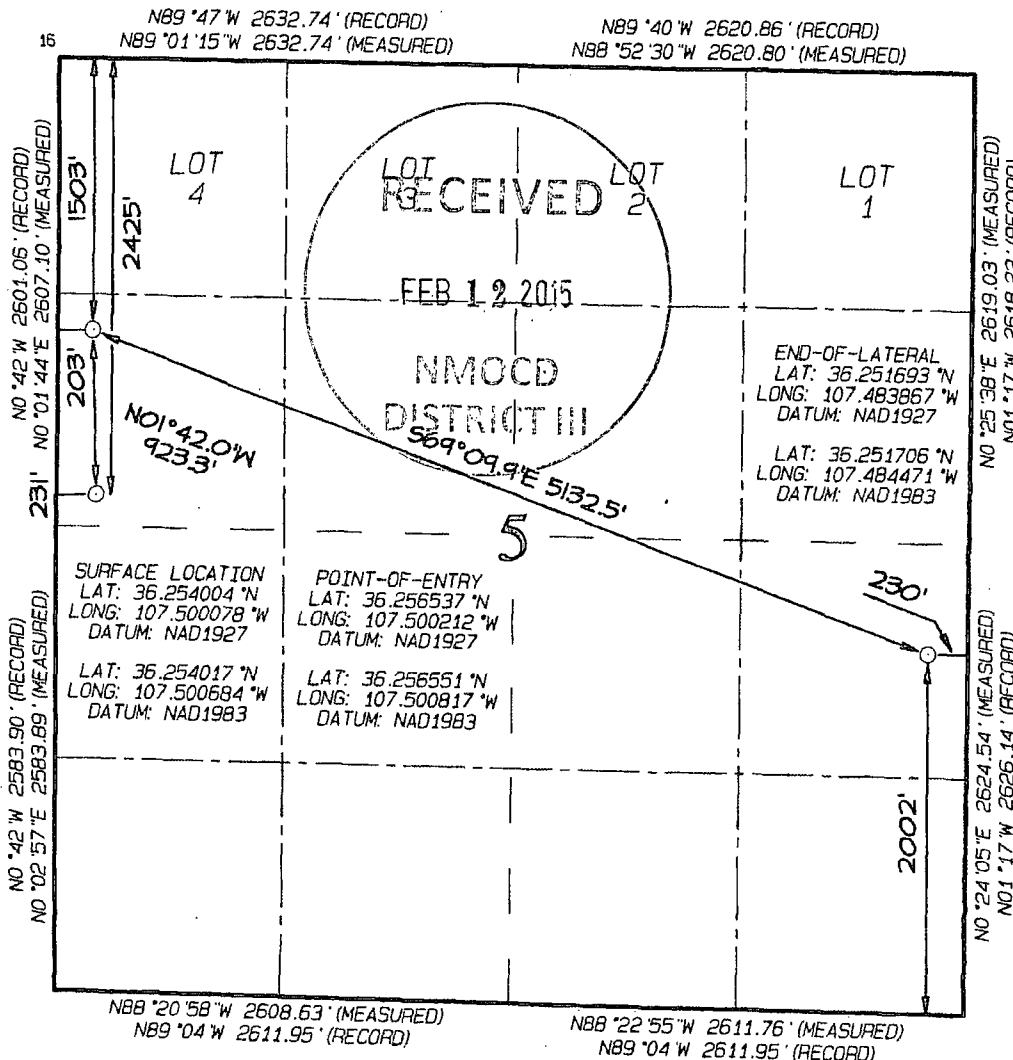 N89°47'W 2632.74' (RECORD)
N89°01'15"W 2632.74' (MEASURED)
N89°40'W 2620.86' (RECORD)
N88°52'30"W 2620.80' (MEASURED)
16
N0°42'W 2601.06' (RECORD)
N0°01'44"E 2607.10' (MEASURED)
1503'
2425'
203'
231'
N01°42.0'W
923.3'
LOT
4
LOT
3
LOT
2
LOT
1
RECEIVED
FEB 12 2015
NMOCD
DISTRICT III
S69°09.9'E 5132.5'
5
N0°25'38"E 2619.03' (MEASURED)
N01°17'W 2618.22' (RECORD)
END-OF-LATERAL
LAT: 36.251693°N
LONG: 107.483867°W
DATUM: NAD1927
LAT: 36.251706°N
LONG: 107.484471°W
DATUM: NAD1983
230'
SURFACE LOCATION
LAT: 36.254004°N
LONG: 107.500078°W
DATUM: NAD1927
LAT: 36.254017°N
LONG: 107.500684°W
DATUM: NAD1983
POINT-OF-ENTRY
LAT: 36.256537°N
LONG: 107.500212°W
DATUM: NAD1927
LAT: 36.256551°N
LONG: 107.500817°W
DATUM: NAD1983
N0°42'W 2583.90' (RECORD)
N0°02'57"E 2583.89' (MEASURED)
2002'
N0°24'05"E 2624.54' (MEASURED)
N01°17'W 2626.14' (RECORD)
N88°20'58"W 2608.63' (MEASURED)
N89°04'W 2611.95' (RECORD)
N88°22'55"W 2611.76' (MEASURED)
N89°04'W 2611.95' (RECORD)